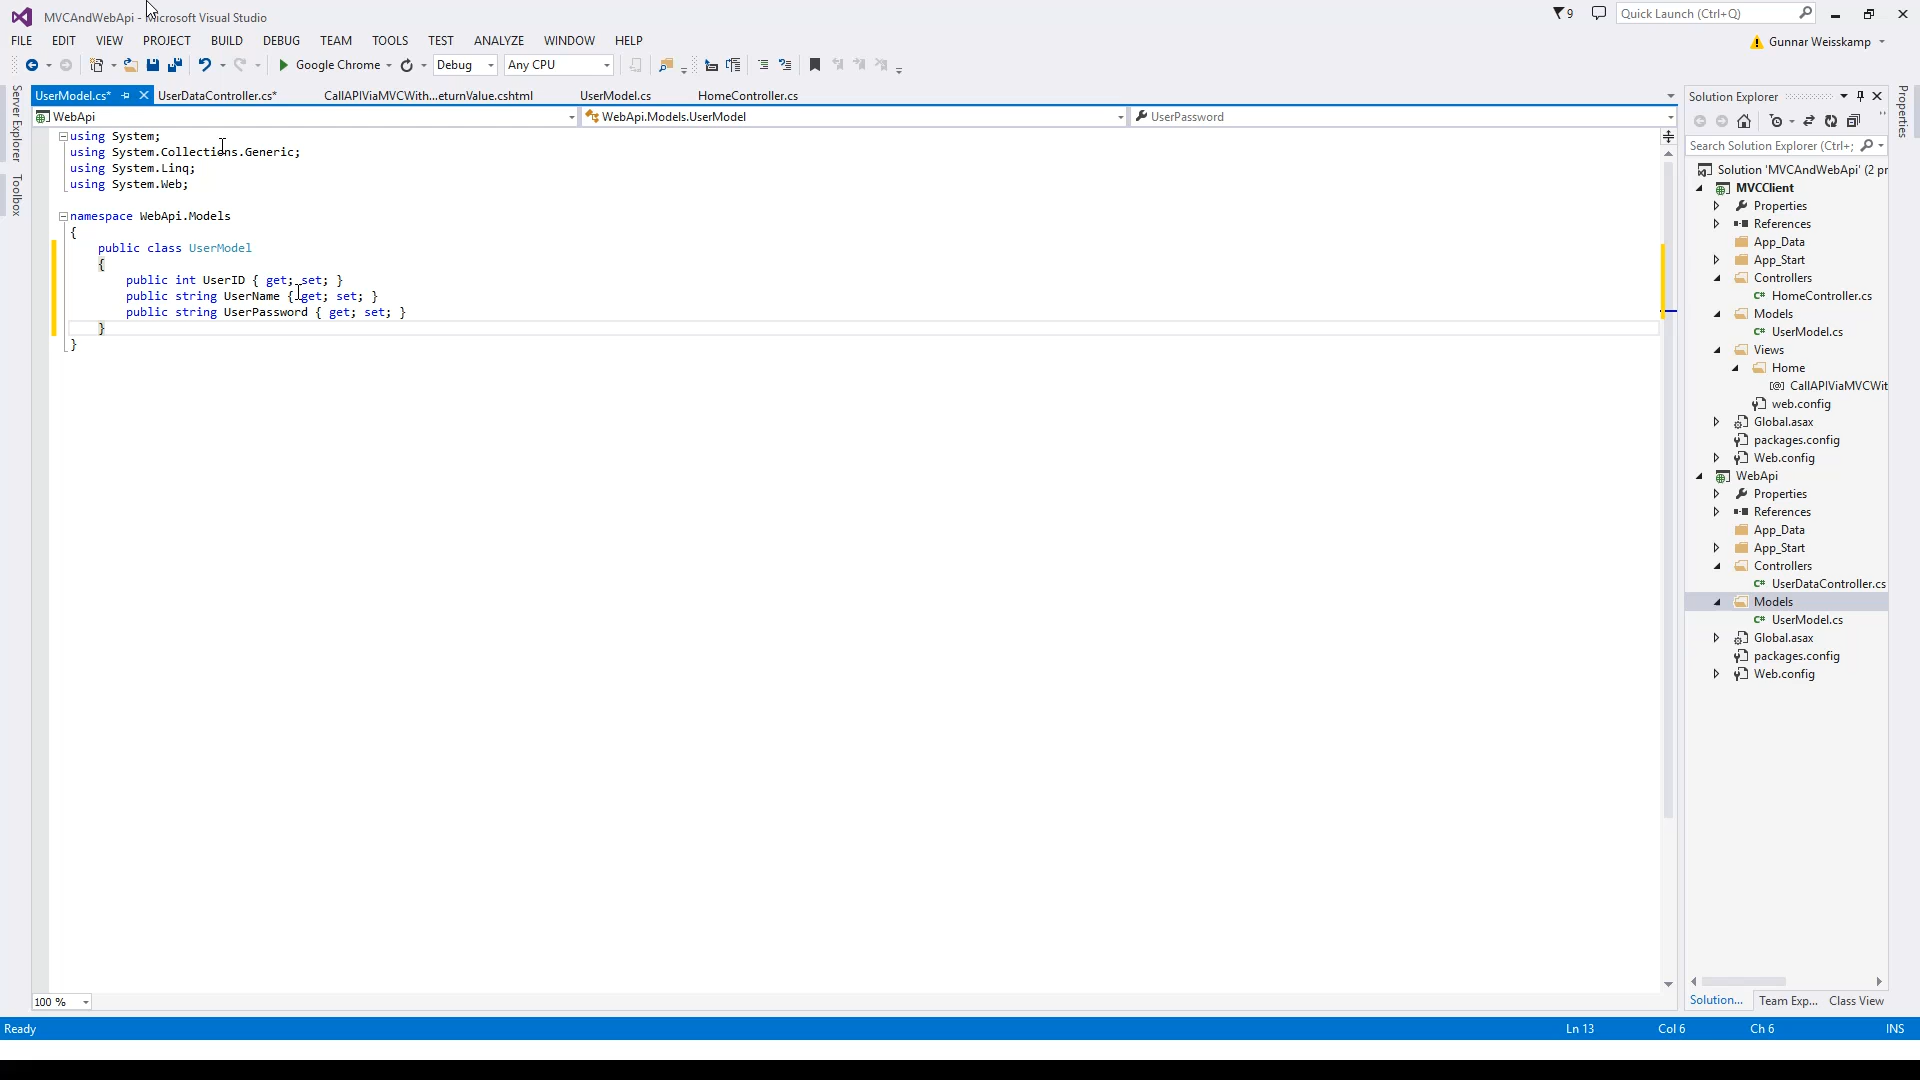 MVCAndWebApi - Microsoft Visual Studio
9
Quick Launch (Ctrl+Q)
FILE EDIT VIEW PROJECT BUILD DEBUG TEAM TOOLS TEST ANALYZE WINDOW HELP
Gunnar Weisskamp
Google Chrome Debug Any CPU
UserModel.cs* UserDataController.cs* CallAPIViaMVCWith...eturnValue.cshtml UserModel.cs HomeController.cs
WebApi WebApi.Models.UserModel UserPassword
Server Explorer
Toolbox
using System;
using System.Collections.Generic;
using System.Linq;
using System.Web;
namespace WebApi.Models
{
public class UserModel
{
public int UserID { get; set; }
public string UserName { get; set; }
public string UserPassword { get; set; }
}
}
100 %
Solution Explorer
Search Solution Explorer (Ctrl+;
Solution 'MVCAndWebApi' (2 pr
MVCClient
Properties
References
App_Data
App_Start
Controllers
C# HomeController.cs
Models
C# UserModel.cs
Views
Home
[@] CallAPIViaMVCWit
web.config
Global.asax
packages.config
Web.config
WebApi
Properties
References
App_Data
App_Start
Controllers
C# UserDataController.cs
Models
C# UserModel.cs
Global.asax
packages.config
Web.config
Solution... Team Exp... Class View
Properties
Ready Ln 13 Col 6 Ch 6 INS